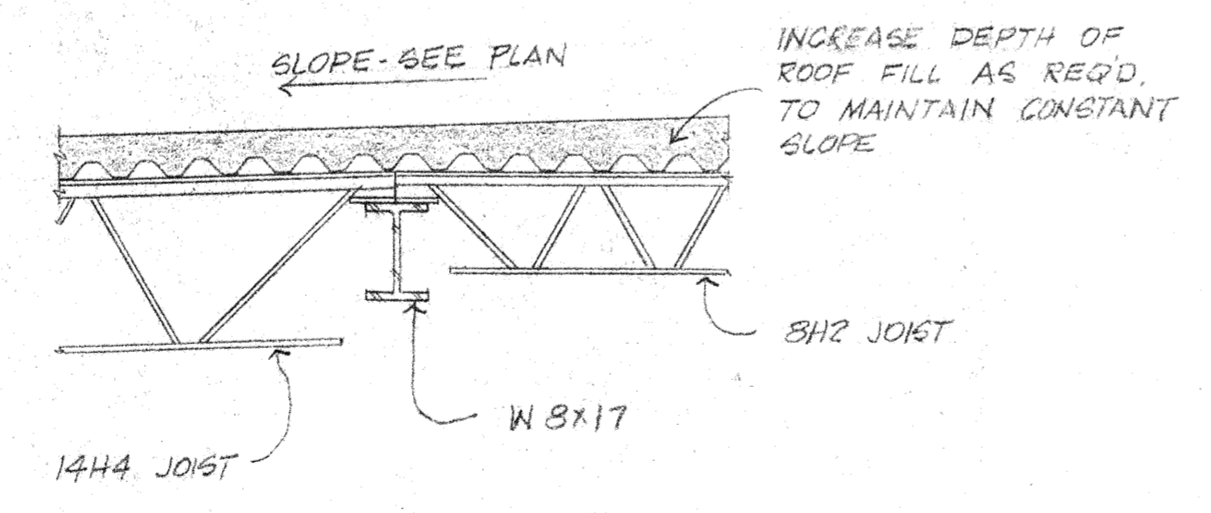 SLOPE-SEE PLAN
INCREASE DEPTH OF
ROOF FILL AS REQ'D.
TO MAINTAIN CONSTANT
SLOPE
8H2 JOIST
W 8x17
14H4 JOIST